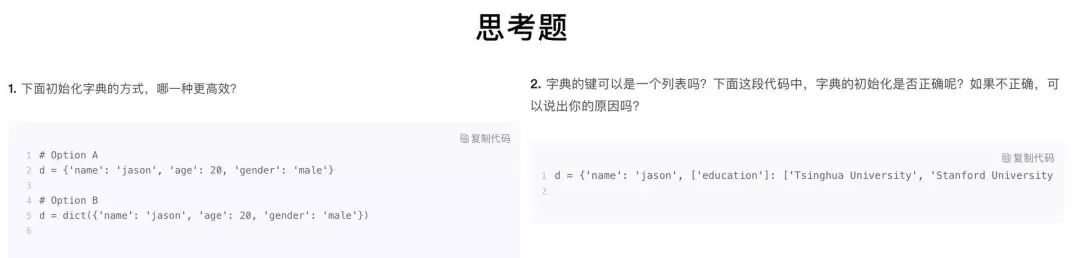 思考题
1. 下面初始化字典的方式，哪一种更高效？
复制代码
1 # Option A
2 d = {'name': 'jason', 'age': 20, 'gender': 'male'}
3
4 # Option B
5 d = dict({'name': 'jason', 'age': 20, 'gender': 'male'})
6
2. 字典的键可以是一个列表吗？下面这段代码中，字典的初始化是否正确呢？如果不正确，可
以说出你的原因吗？
复制代码
1 d = {'name': 'jason', ['education']: ['Tsinghua University', 'Stanford University
2